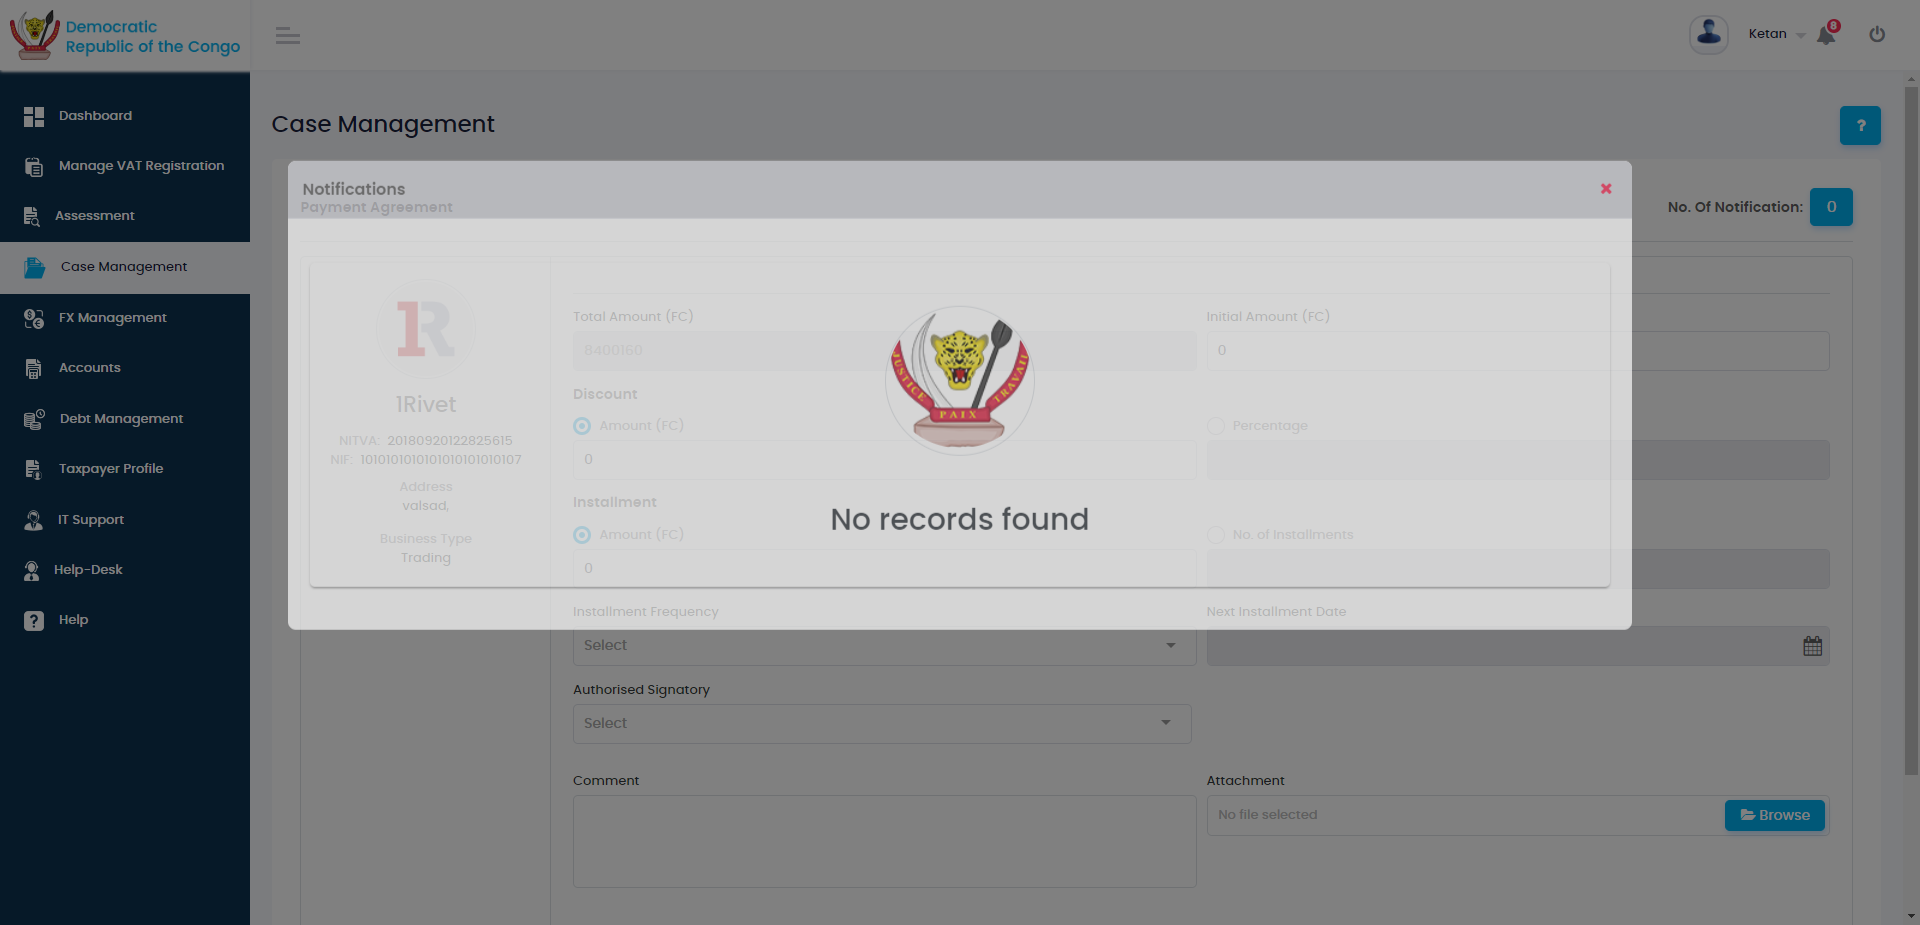 Democratic
Republic of the Congo
Ketan
8
Dashboard
Manage VAT Registration
Assessment
Case Management
FX Management
Accounts
Debt Management
Taxpayer Profile
IT Support
Help-Desk
Help
Case Management
?
Notifications
Payment Agreement
No. Of Notification: 0
1R
1Rivet
NITVA: 20180920122825615
NIF: 1010101010101010101010107
Address
valsad,
Business Type
Trading
Total Amount (FC)
Initial Amount (FC)
8400160
0
Discount
Amount (FC)
Percentage
0
JUSTICE PAIX TRAVAIL
No records found
Installment
Amount (FC)
No. of Installments
0
Installment Frequency
Next Installment Date
Select
Authorised Signatory
Select
Comment
Attachment
No file selected
Browse